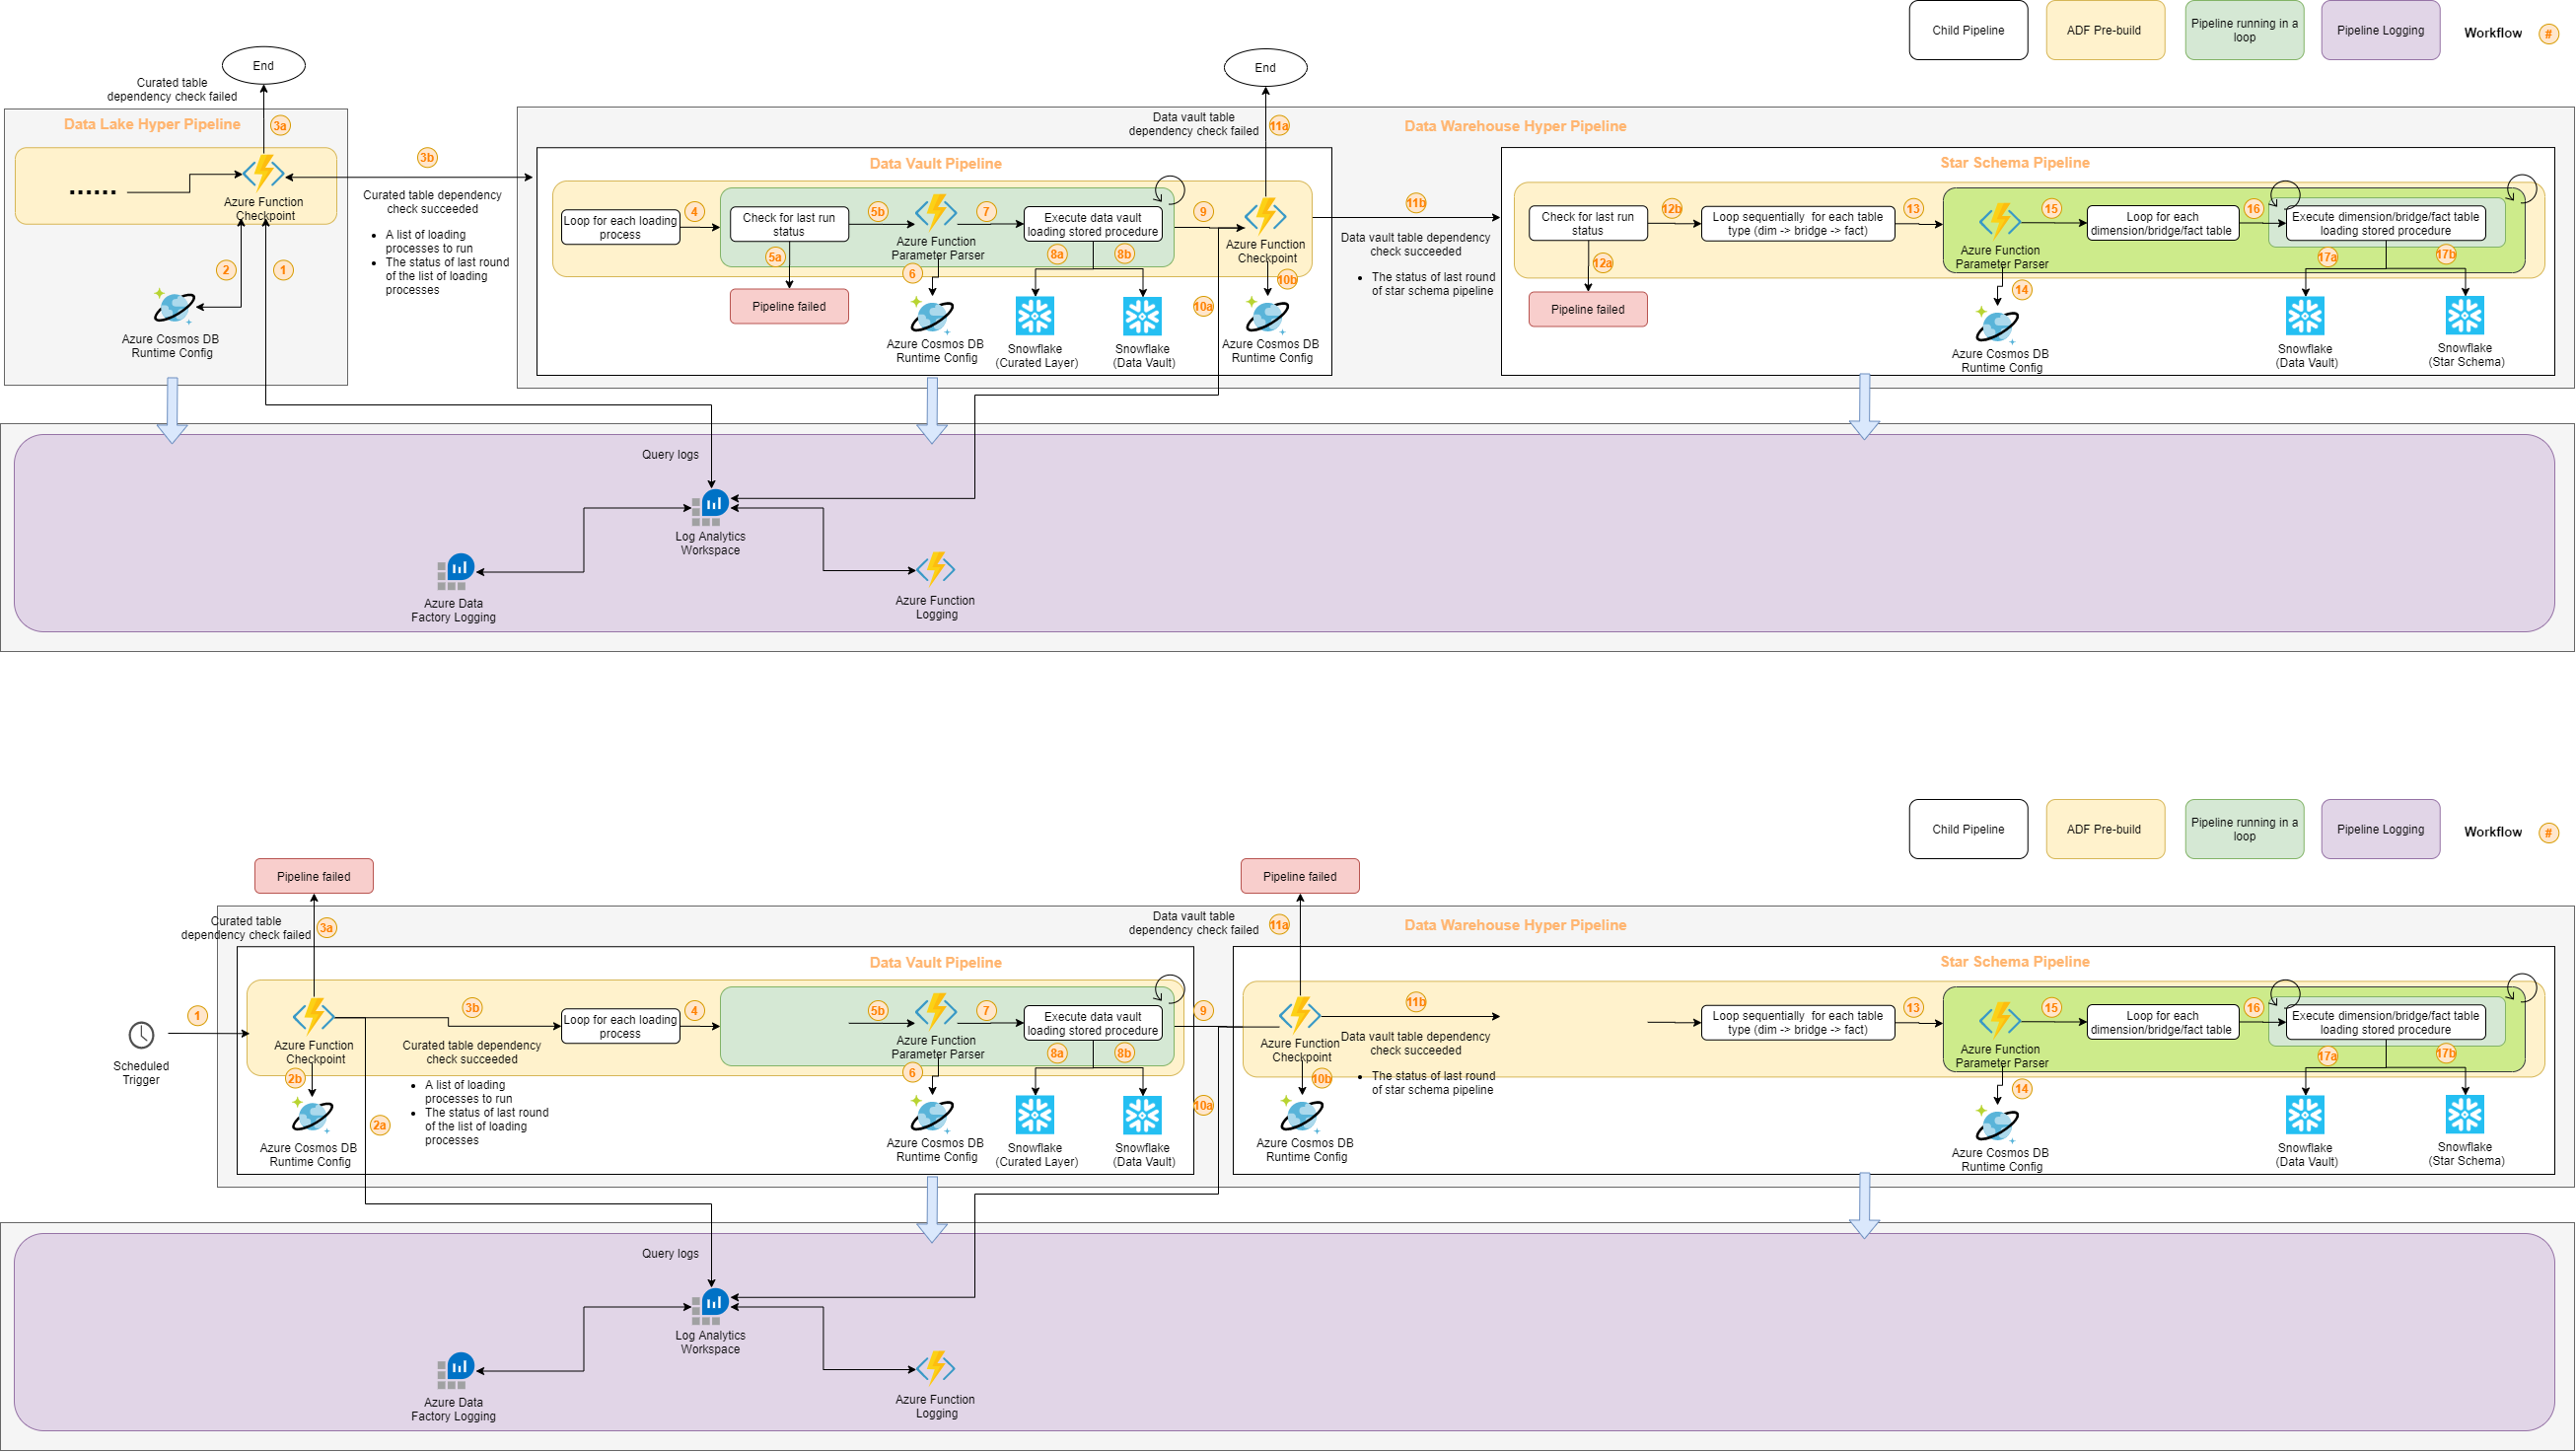 Child Pipeline
ADF Pre-build
Pipeline running in a
loop
Pipeline Logging
Workflow
#
End
Curated table
dependency check failed
3a
Data Lake Hyper Pipeline
......
Azure Function
Checkpoint
2
1
Azure Cosmos DB
Runtime Config
3b
Curated table dependency
check succeeded
• A list of loading
processes to run
• The status of last round
of the list of loading
processes
End
Data vault table
dependency check failed
11a
Data Warehouse Hyper Pipeline
Data Vault Pipeline
Loop for each loading
process
4
Check for last run
status
5a
Pipeline failed
5b
Azure Function
Parameter Parser
6
Azure Cosmos DB
Runtime Config
7
Execute data vault
loading stored procedure
8a
8b
Snowflake
(Curated Layer)
Snowflake
(Data Vault)
9
Azure Function
Checkpoint
10a
10b
Azure Cosmos DB
Runtime Config
11b
Data vault table dependency
check succeeded
• The status of last round
of star schema pipeline
Star Schema Pipeline
Check for last run
status
12a
Pipeline failed
12b
Loop sequentially for each table
type (dim -> bridge -> fact)
13
Azure Function
Parameter Parser
14
Azure Cosmos DB
Runtime Config
15
Loop for each
dimension/bridge/fact table
16
Execute dimension/bridge/fact table
loading stored procedure
17a
17b
Snowflake
(Data Vault)
Snowflake
(Star Schema)
Query logs
Log Analytics
Workspace
Azure Data
Factory Logging
Azure Function
Logging
Child Pipeline
ADF Pre-build
Pipeline running in a
loop
Pipeline Logging
Workflow
#
Pipeline failed
Curated table
dependency check failed
3a
Pipeline failed
Data vault table
dependency check failed
11a
Data Warehouse Hyper Pipeline
Scheduled
Trigger
1
Data Vault Pipeline
Azure Function
Checkpoint
2b
2a
Azure Cosmos DB
Runtime Config
3b
Curated table dependency
check succeeded
• A list of loading
processes to run
• The status of last round
of the list of loading
processes
Loop for each loading
process
4
5b
Azure Function
Parameter Parser
6
Azure Cosmos DB
Runtime Config
7
Execute data vault
loading stored procedure
8a
8b
Snowflake
(Curated Layer)
Snowflake
(Data Vault)
9
10a
Star Schema Pipeline
Azure Function
Checkpoint
10b
Azure Cosmos DB
Runtime Config
11b
Data vault table dependency
check succeeded
• The status of last round
of star schema pipeline
Loop sequentially for each table
type (dim -> bridge -> fact)
13
Azure Function
Parameter Parser
14
Azure Cosmos DB
Runtime Config
15
Loop for each
dimension/bridge/fact table
16
Execute dimension/bridge/fact table
loading stored procedure
17a
17b
Snowflake
(Data Vault)
Snowflake
(Star Schema)
Query logs
Log Analytics
Workspace
Azure Data
Factory Logging
Azure Function
Logging